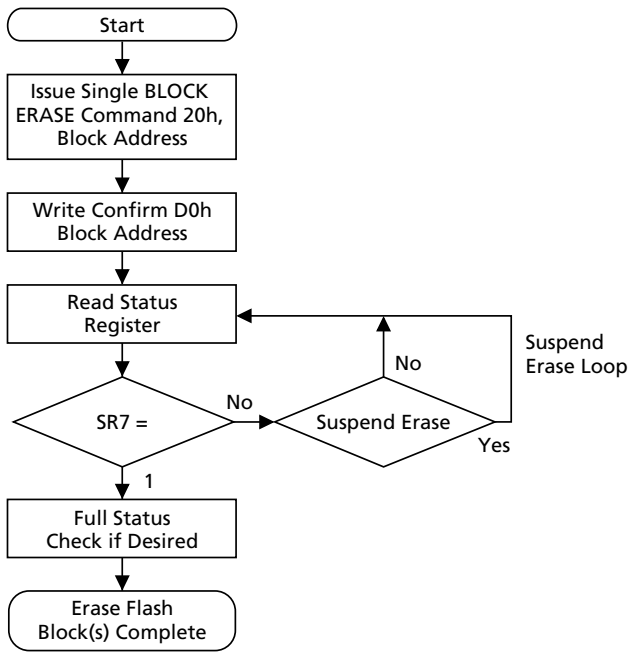 Start
Issue Single BLOCK
ERASE Command 20h,
Block Address
Write Confirm D0h
Block Address
Read Status
Register
Suspend
Erase Loop
No
No
SR7 =
Suspend Erase
Yes
1
Full Status
Check if Desired
Erase Flash
Block(s) Complete